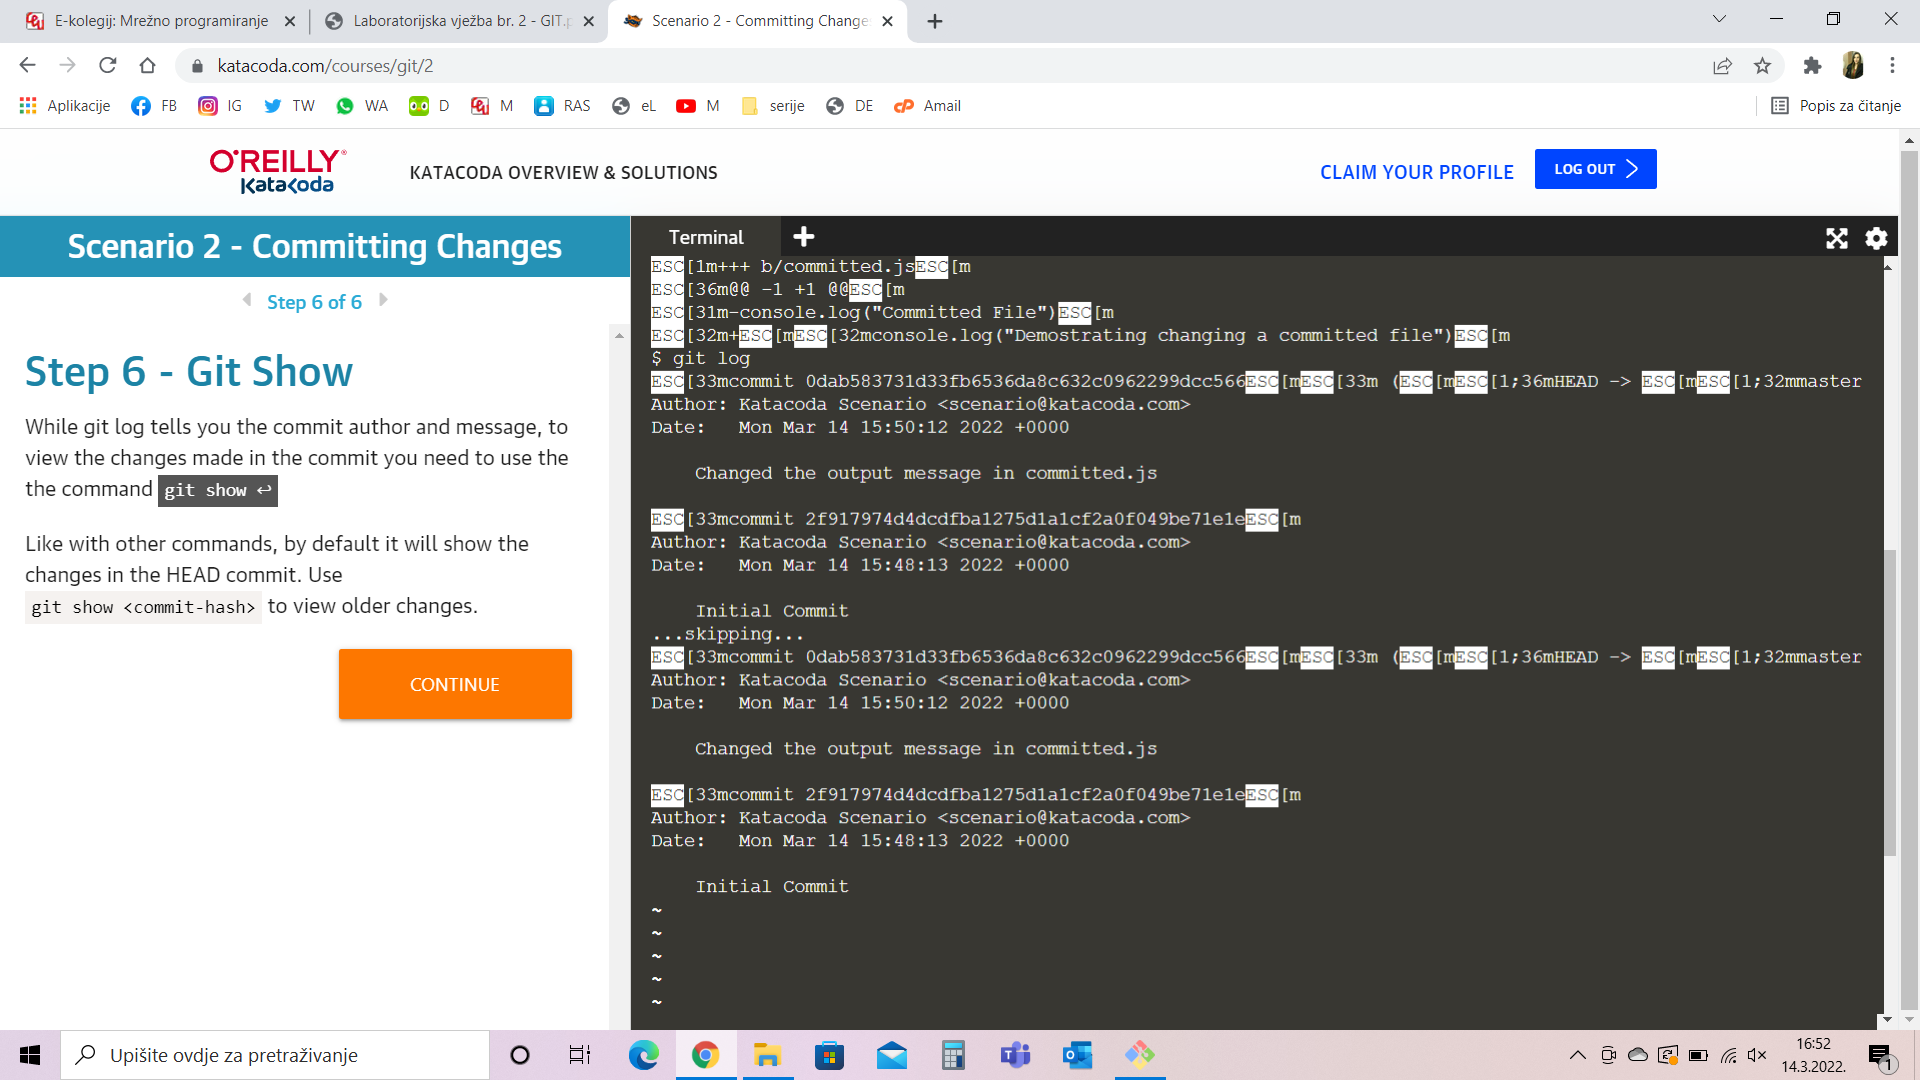 E-kolegij: Mrežno programiranje
Laboratorijska vježba br. 2 - GIT.p
Scenario 2 - Committing Change
katacoda.com/courses/git/2
Aplikacije FB IG TW WA D M RAS eL M serije DE Amail Popis za čitanje
O'REILLY
Katacoda
KATACODA OVERVIEW & SOLUTIONS
CLAIM YOUR PROFILE
LOG OUT
Scenario 2 - Committing Changes
Step 6 of 6
Step 6 - Git Show
While git log tells you the commit author and message, to
view the changes made in the commit you need to use the
the command git show ↩
Like with other commands, by default it will show the
changes in the HEAD commit. Use
git show <commit-hash> to view older changes.
CONTINUE
Terminal
ESC[1m+++ b/committed.jsESC[m
ESC[36m@@ -1 +1 @@ESC[m
ESC[31m-console.log("Committed File")ESC[m
ESC[32m+ESC[mESC[32mconsole.log("Demostrating changing a committed file")ESC[m
$ git log
ESC[33mcommit 0dab583731d33fb6536da8c632c0962299dcc566ESC[mESC[33m (ESC[mESC[1;36mHEAD -> ESC[mESC[1;32mmaster
Author: Katacoda Scenario <scenario@katacoda.com>
Date:   Mon Mar 14 15:50:12 2022 +0000
Changed the output message in committed.js
ESC[33mcommit 2f917974d4dcdfba1275d1a1cf2a0f049be71e1eESC[m
Author: Katacoda Scenario <scenario@katacoda.com>
Date:   Mon Mar 14 15:48:13 2022 +0000
Initial Commit
...skipping...
ESC[33mcommit 0dab583731d33fb6536da8c632c0962299dcc566ESC[mESC[33m (ESC[mESC[1;36mHEAD -> ESC[mESC[1;32mmaster
Author: Katacoda Scenario <scenario@katacoda.com>
Date:   Mon Mar 14 15:50:12 2022 +0000
Changed the output message in committed.js
ESC[33mcommit 2f917974d4dcdfba1275d1a1cf2a0f049be71e1eESC[m
Author: Katacoda Scenario <scenario@katacoda.com>
Date:   Mon Mar 14 15:48:13 2022 +0000
Initial Commit
~
~
~
~
~
Upišite ovdje za pretraživanje
16:52
14.3.2022.
1